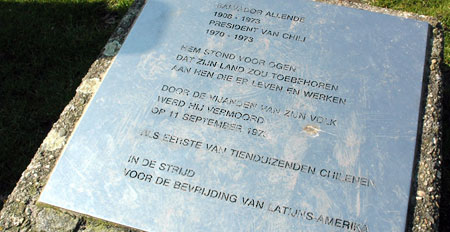 SALVADOR ALLENDE
1908 - 1973
PRESIDENT VAN CHILI
1970 - 1973
HEM STOND VOOR OGEN
DAT ZIJN LAND ZOU TOEBEHOREN
AAN HEN DIE ER LEVEN EN WERKEN
DOOR DE VIJANDEN VAN ZIJN VOLK
WERD HIJ VERMOORD
OP 11 SEPTEMBER
ALS EERSTE VAN TIENDUIZENDEN CHILENEN
IN DE STRIJD
VOOR DE BEVRIJDING VAN LATIJNS-AMERIKA